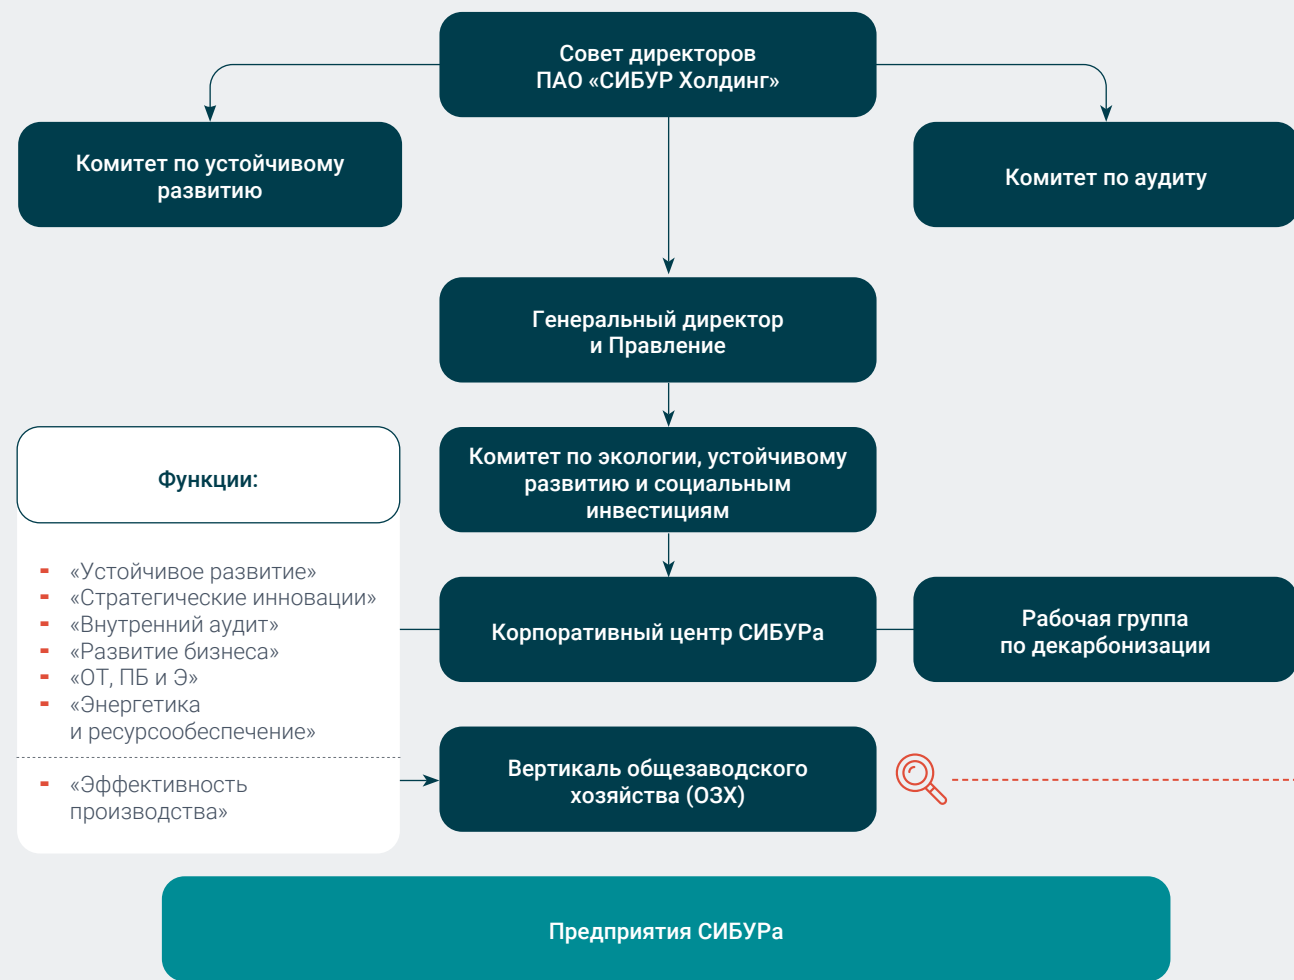 Совет директоров
ПАО «СИБУР Холдинг»
Комитет по устойчивому
развитию
Комитет по аудиту
Генеральный директор
и Правление
Комитет по экологии, устойчивому
развитию и социальным
инвестициям
Функции:
- «Устойчивое развитие»
- «Стратегические инновации»
- «Внутренний аудит»
- «Развитие бизнеса»
- «ОТ, ПБ и Э»
- «Энергетика
и ресурсообеспечение»
- «Эффективность
производства»
Корпоративный центр СИБУРа
Рабочая группа
по декарбонизации
Вертикаль общезаводского
хозяйства (ОЗХ)
Предприятия СИБУРа